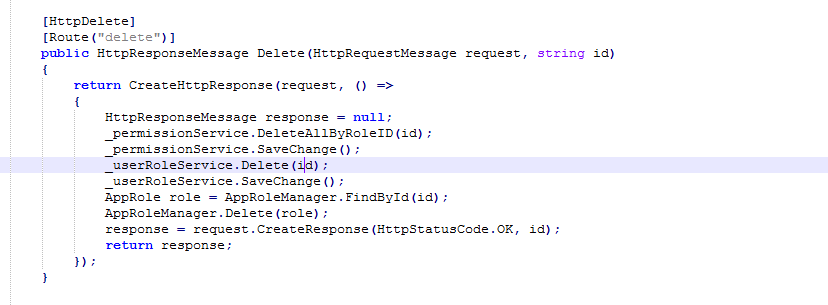 [HttpDelete]
[Route("delete")]
public HttpResponseMessage Delete(HttpRequestMessage request, string id)
{
return CreateHttpResponse(request, () =>
{
HttpResponseMessage response = null;
_permissionService.DeleteAllByRoleID(id);
_permissionService.SaveChange();
_userRoleService.Delete(id);
_userRoleService.SaveChange();
AppRole role = AppRoleManager.FindById(id);
AppRoleManager.Delete(role);
response = request.CreateResponse(HttpStatusCode.OK, id);
return response;
});
}